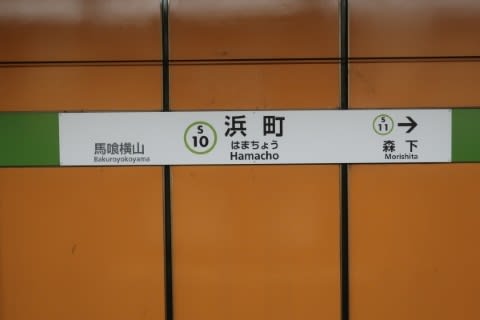 馬喰横山
Bakuroyokoyama
S
10
浜町
はまちょう
Hamacho
S
11
→
森下
Morishita